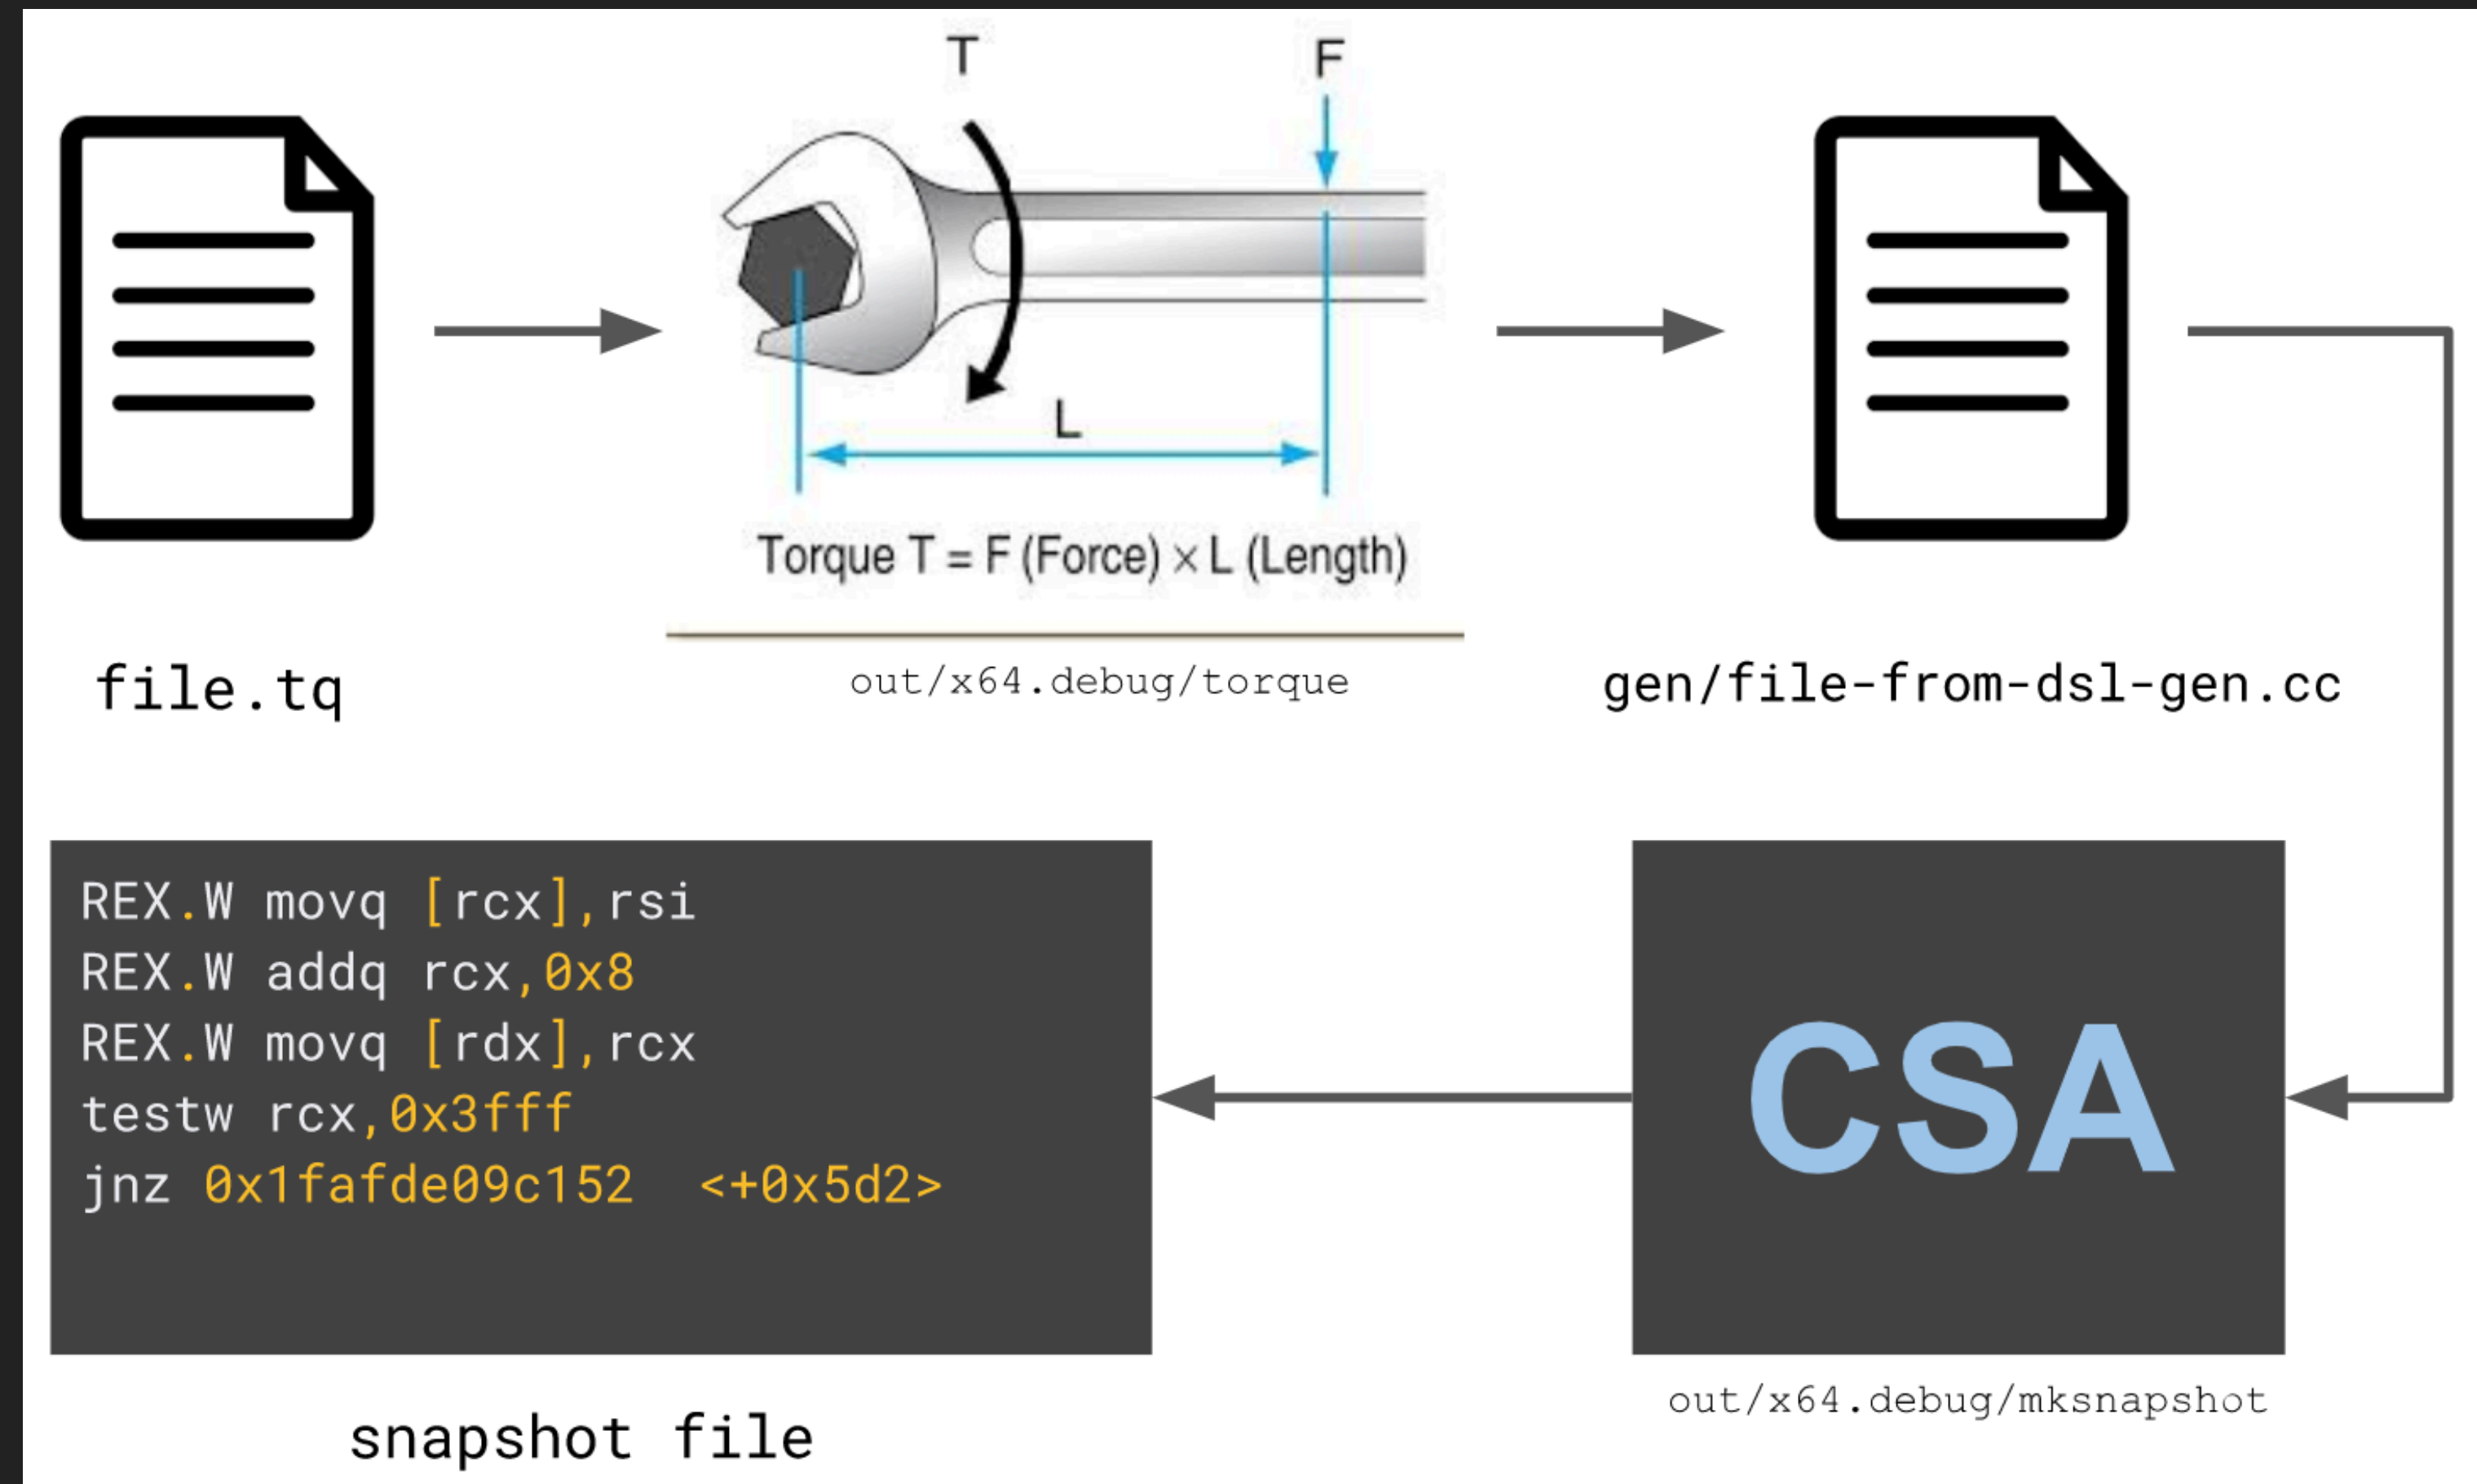 T
F
L
Torque T = F (Force) × L (Length)
file.tq
out/x64.debug/torque
gen/file-from-dsl-gen.cc
REX.W movq [rcx],rsi
REX.W addq rcx,0x8
REX.W movq [rdx],rcx
testw rcx,0x3fff
jnz 0x1fafde09c152  <+0x5d2>
snapshot file
CSA
out/x64.debug/mksnapshot